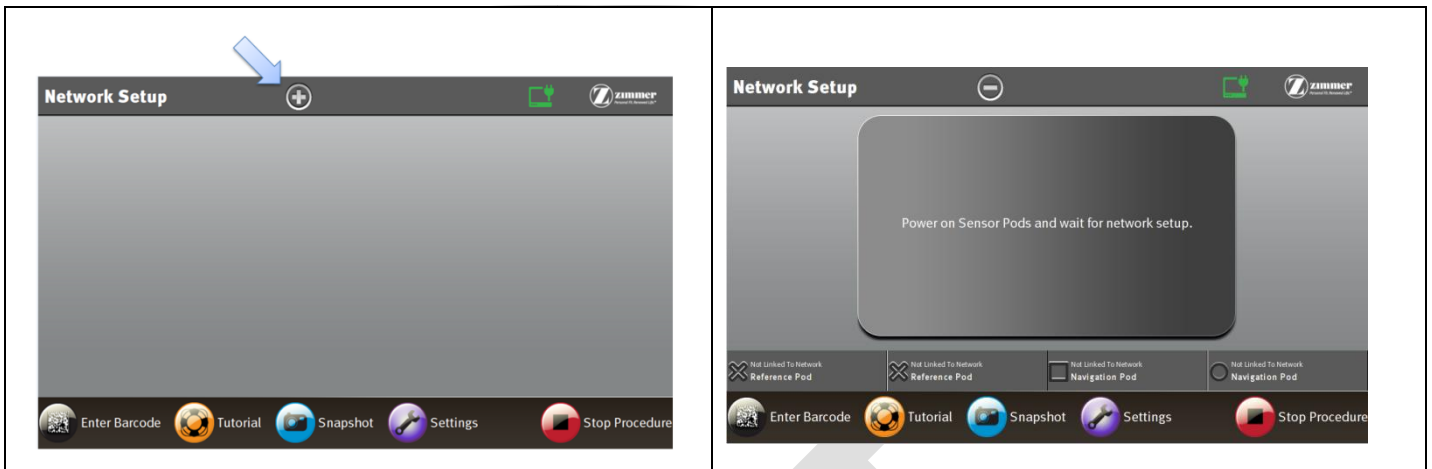 Network Setup
zimmer
Enter Barcode
Tutorial
Snapshot
Settings
Stop Procedure
Network Setup
zimmer
Power on Sensor Pods and wait for network setup.
Not Linked To Network
Reference Pod
Not Linked To Network
Reference Pod
Not Linked To Network
Navigation Pod
Not Linked To Network
Navigation Pod
Enter Barcode
Tutorial
Snapshot
Settings
Stop Procedure